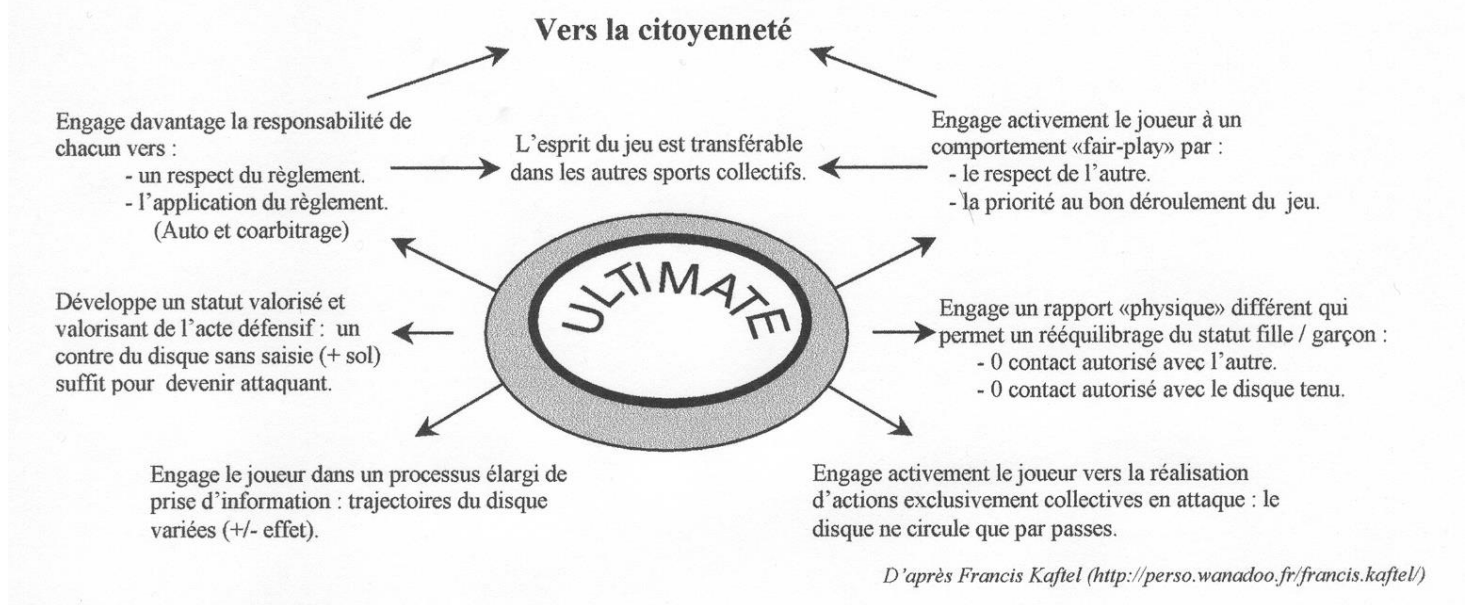 Vers la citoyenneté
Engage davantage la responsabilité de
chacun vers :
- un respect du règlement.
- l’application du règlement.
(Auto et coarbitrage)
L’esprit du jeu est transférable
dans les autres sports collectifs.
Engage activement le joueur à un
comportement «fair-play» par :
- le respect de l’autre.
- la priorité au bon déroulement du jeu.
ULTIMATE
Développe un statut valorisé et
valorisant de l’acte défensif : un
contre du disque sans saisie (+ sol)
suffit pour devenir attaquant.
Engage un rapport «physique» différent qui
permet un rééquilibrage du statut fille / garçon :
- 0 contact autorisé avec l’autre.
- 0 contact autorisé avec le disque tenu.
Engage le joueur dans un processus élargi de
prise d’information : trajectoires du disque
variées (+/- effet).
Engage activement le joueur vers la réalisation
d’actions exclusivement collectives en attaque : le
disque ne circule que par passes.
D’après Francis Kaftel (http://perso.wanadoo.fr/francis.kaftel/)